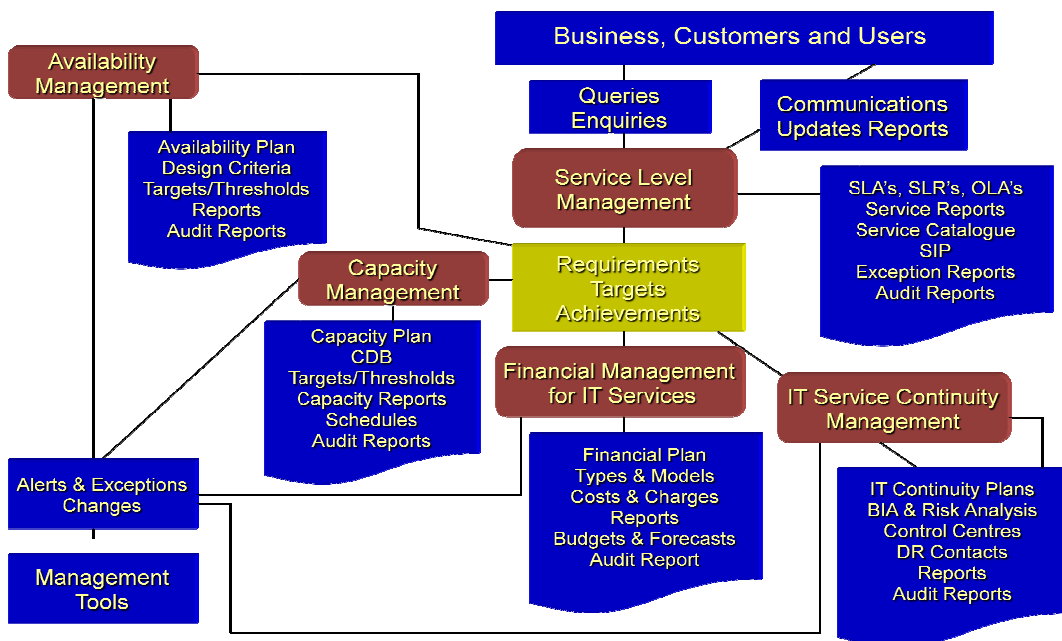 Business, Customers and Users
Availability
Management
Queries
Enquiries
Communications
Updates Reports
Availability Plan
Design Criteria
Targets/Thresholds
Reports
Audit Reports
Service Level
Management
SLA's, SLR's, OLA's
Service Reports
Service Catalogue
SIP
Exception Reports
Audit Reports
Capacity
Management
Requirements
Targets
Achievements
Capacity Plan
CDB
Targets/Thresholds
Capacity Reports
Schedules
Audit Reports
Financial Management
for IT Services
IT Service Continuity
Management
Financial Plan
Types & Models
Costs & Charges
Reports
Budgets & Forecasts
Audit Report
Alerts & Exceptions
Changes
IT Continuity Plans
BIA & Risk Analysis
Control Centres
DR Contacts
Reports
Audit Reports
Management
Tools